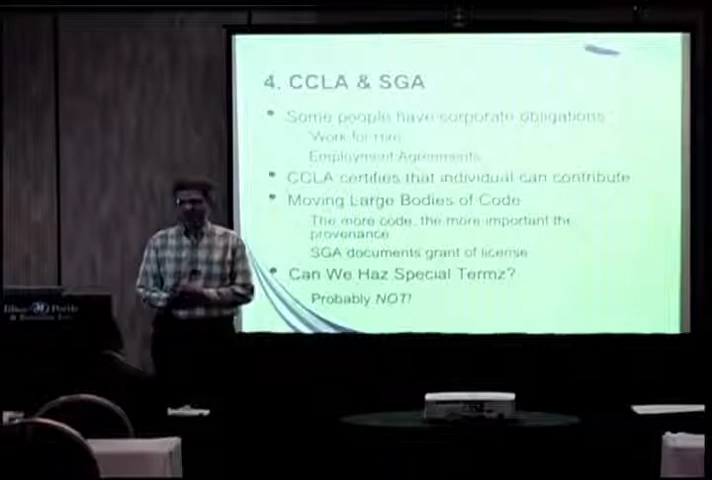 4. CCLA & SGA
Some people have corporate obligations
Work for Hire
Employment Agreements
CCLA certifies that individual can contribute
Moving Large Bodies of Code
The more code, the more important the
provenance
SGA documents grant of license
Can We Haz Special Termz?
Probably NOT!
Hilton